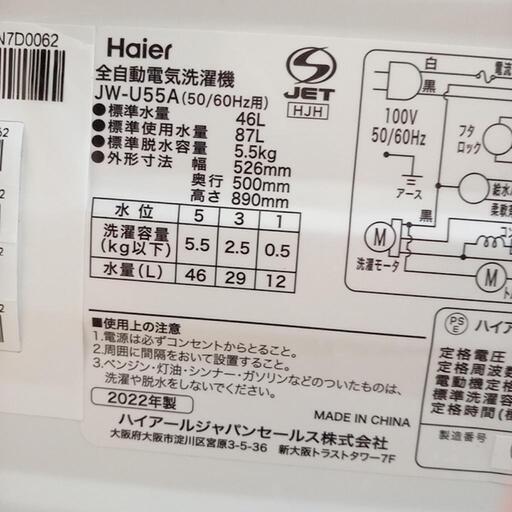 N7D0062
Haier
全自動電気洗濯機
JW-U55A(50/60Hz用)
●標準水量 46L
●標準使用水量 87L
●標準脱水容量 5.5kg
●外形寸法 幅 526mm
奥行 500mm
高さ 890mm
S
JET
HJH
水位 5 3 1
洗濯容量(kg以下) 5.5 2.5 0.5
水量(L) 46 29 12
白
電流
黒
100V
50/60Hz
フタ
ロック
アース
給水
柔軟剤
黒
コン
M
洗濯モータ
M
■使用上の注意
1.電源は必ずコンセントからとること。
2.周囲に間隔をおいて設置すること。
3.ベンジン・灯油・シンナー・ガソリンなどのついたものは、
洗濯や脱水をしないでください。
2022年製
MADE IN CHINA
ハイアールジャパンセールス株式会社
大阪府大阪市淀川区宮原3-5-36 新大阪トラストタワー7F
PS
E
ハイア
定格電圧
定格周波数
電動機定格
標準洗濯容
定格時間(標
製造番号